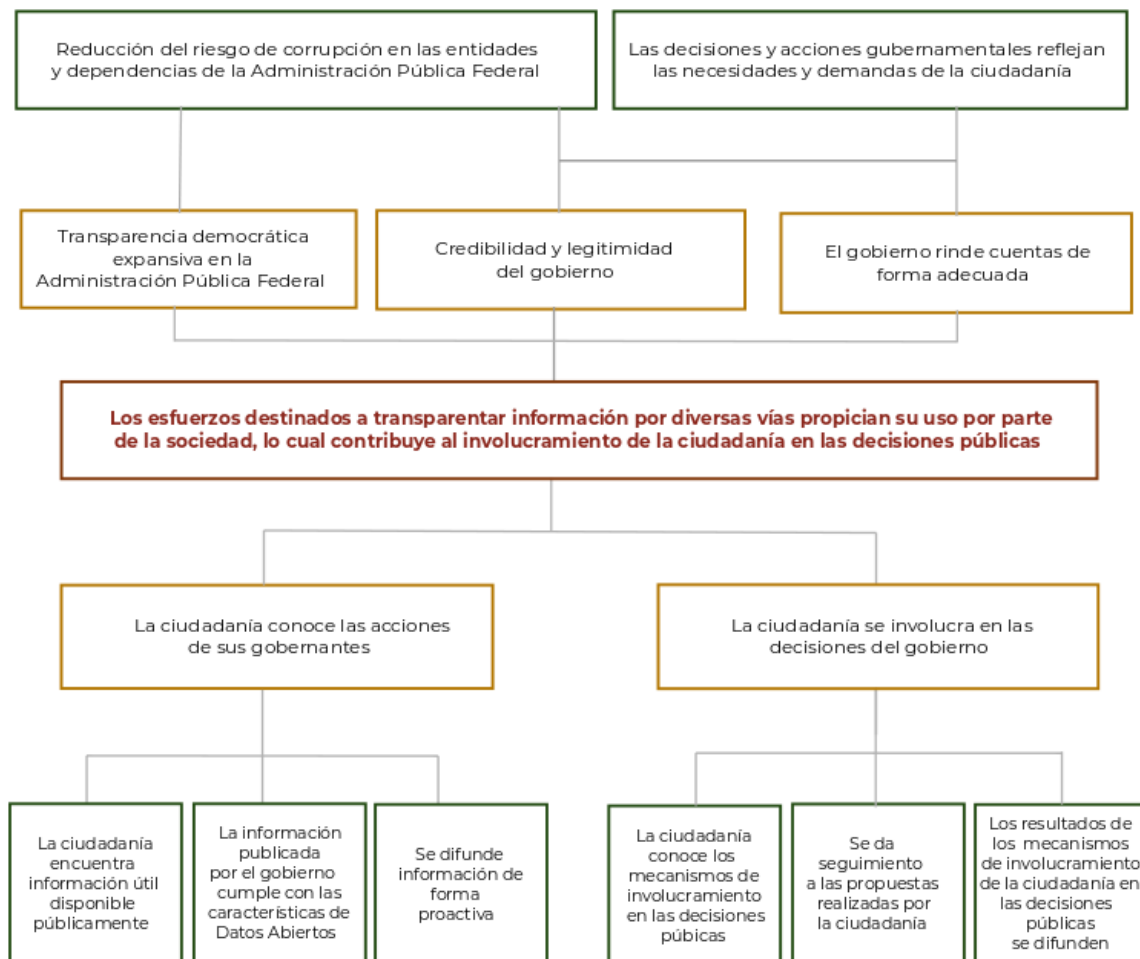 Reducción del riesgo de corrupción en las entidades
y dependencias de la Administración Pública Federal
Las decisiones y acciones gubernamentales reflejan
las necesidades y demandas de la ciudadanía
Transparencia democrática
expansiva en la
Administración Pública Federal
Credibilidad y legitimidad
del gobierno
El gobierno rinde cuentas de
forma adecuada
Los esfuerzos destinados a transparentar información por diversas vías propician su uso por parte
de la sociedad, lo cual contribuye al involucramiento de la ciudadanía en las decisiones públicas
La ciudadanía conoce las acciones
de sus gobernantes
La ciudadanía se involucra en las
decisiones del gobierno
La ciudadanía
encuentra
información útil
disponible
públicamente
La información
publicada
por el gobierno
cumple con las
características de
Datos Abiertos
Se difunde
información de
forma
proactiva
La ciudadanía
conoce los
mecanismos de
involucramiento
en las decisiones
púbicas
Se da
seguimiento
a las propuestas
realizadas por
la ciudadanía
Los resultados de
los mecanismos
de involucramiento
de la ciudadanía en
las decisiones
públicas
se difunden